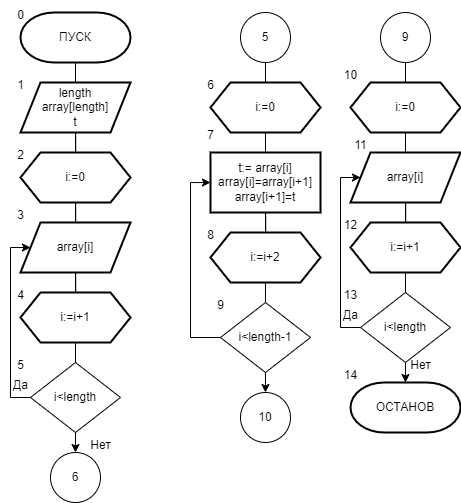 0
ПУСК
1
length
array[length]
t
2
i:=0
3
array[i]
4
i:=i+1
5
Да
i<length
Нет
6
5
6
i:=0
7
t:= array[i]
array[i]=array[i+1]
array[i+1]=t
8
i:=i+2
9
i<length-1
10
9
10
i:=0
11
array[i]
12
i:=i+1
13
Да
i<length
Нет
14
ОСТАНОВ